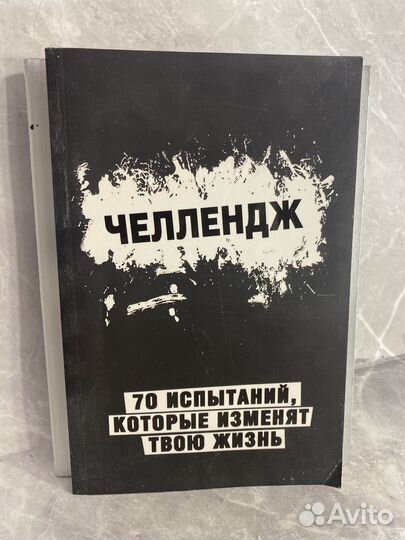 ЧЕЛЛЕНДЖ
70 ИСПЫТАНИЙ,
КОТОРЫЕ ИЗМЕНЯТ
ТВОЮ ЖИЗНЬ
Avito